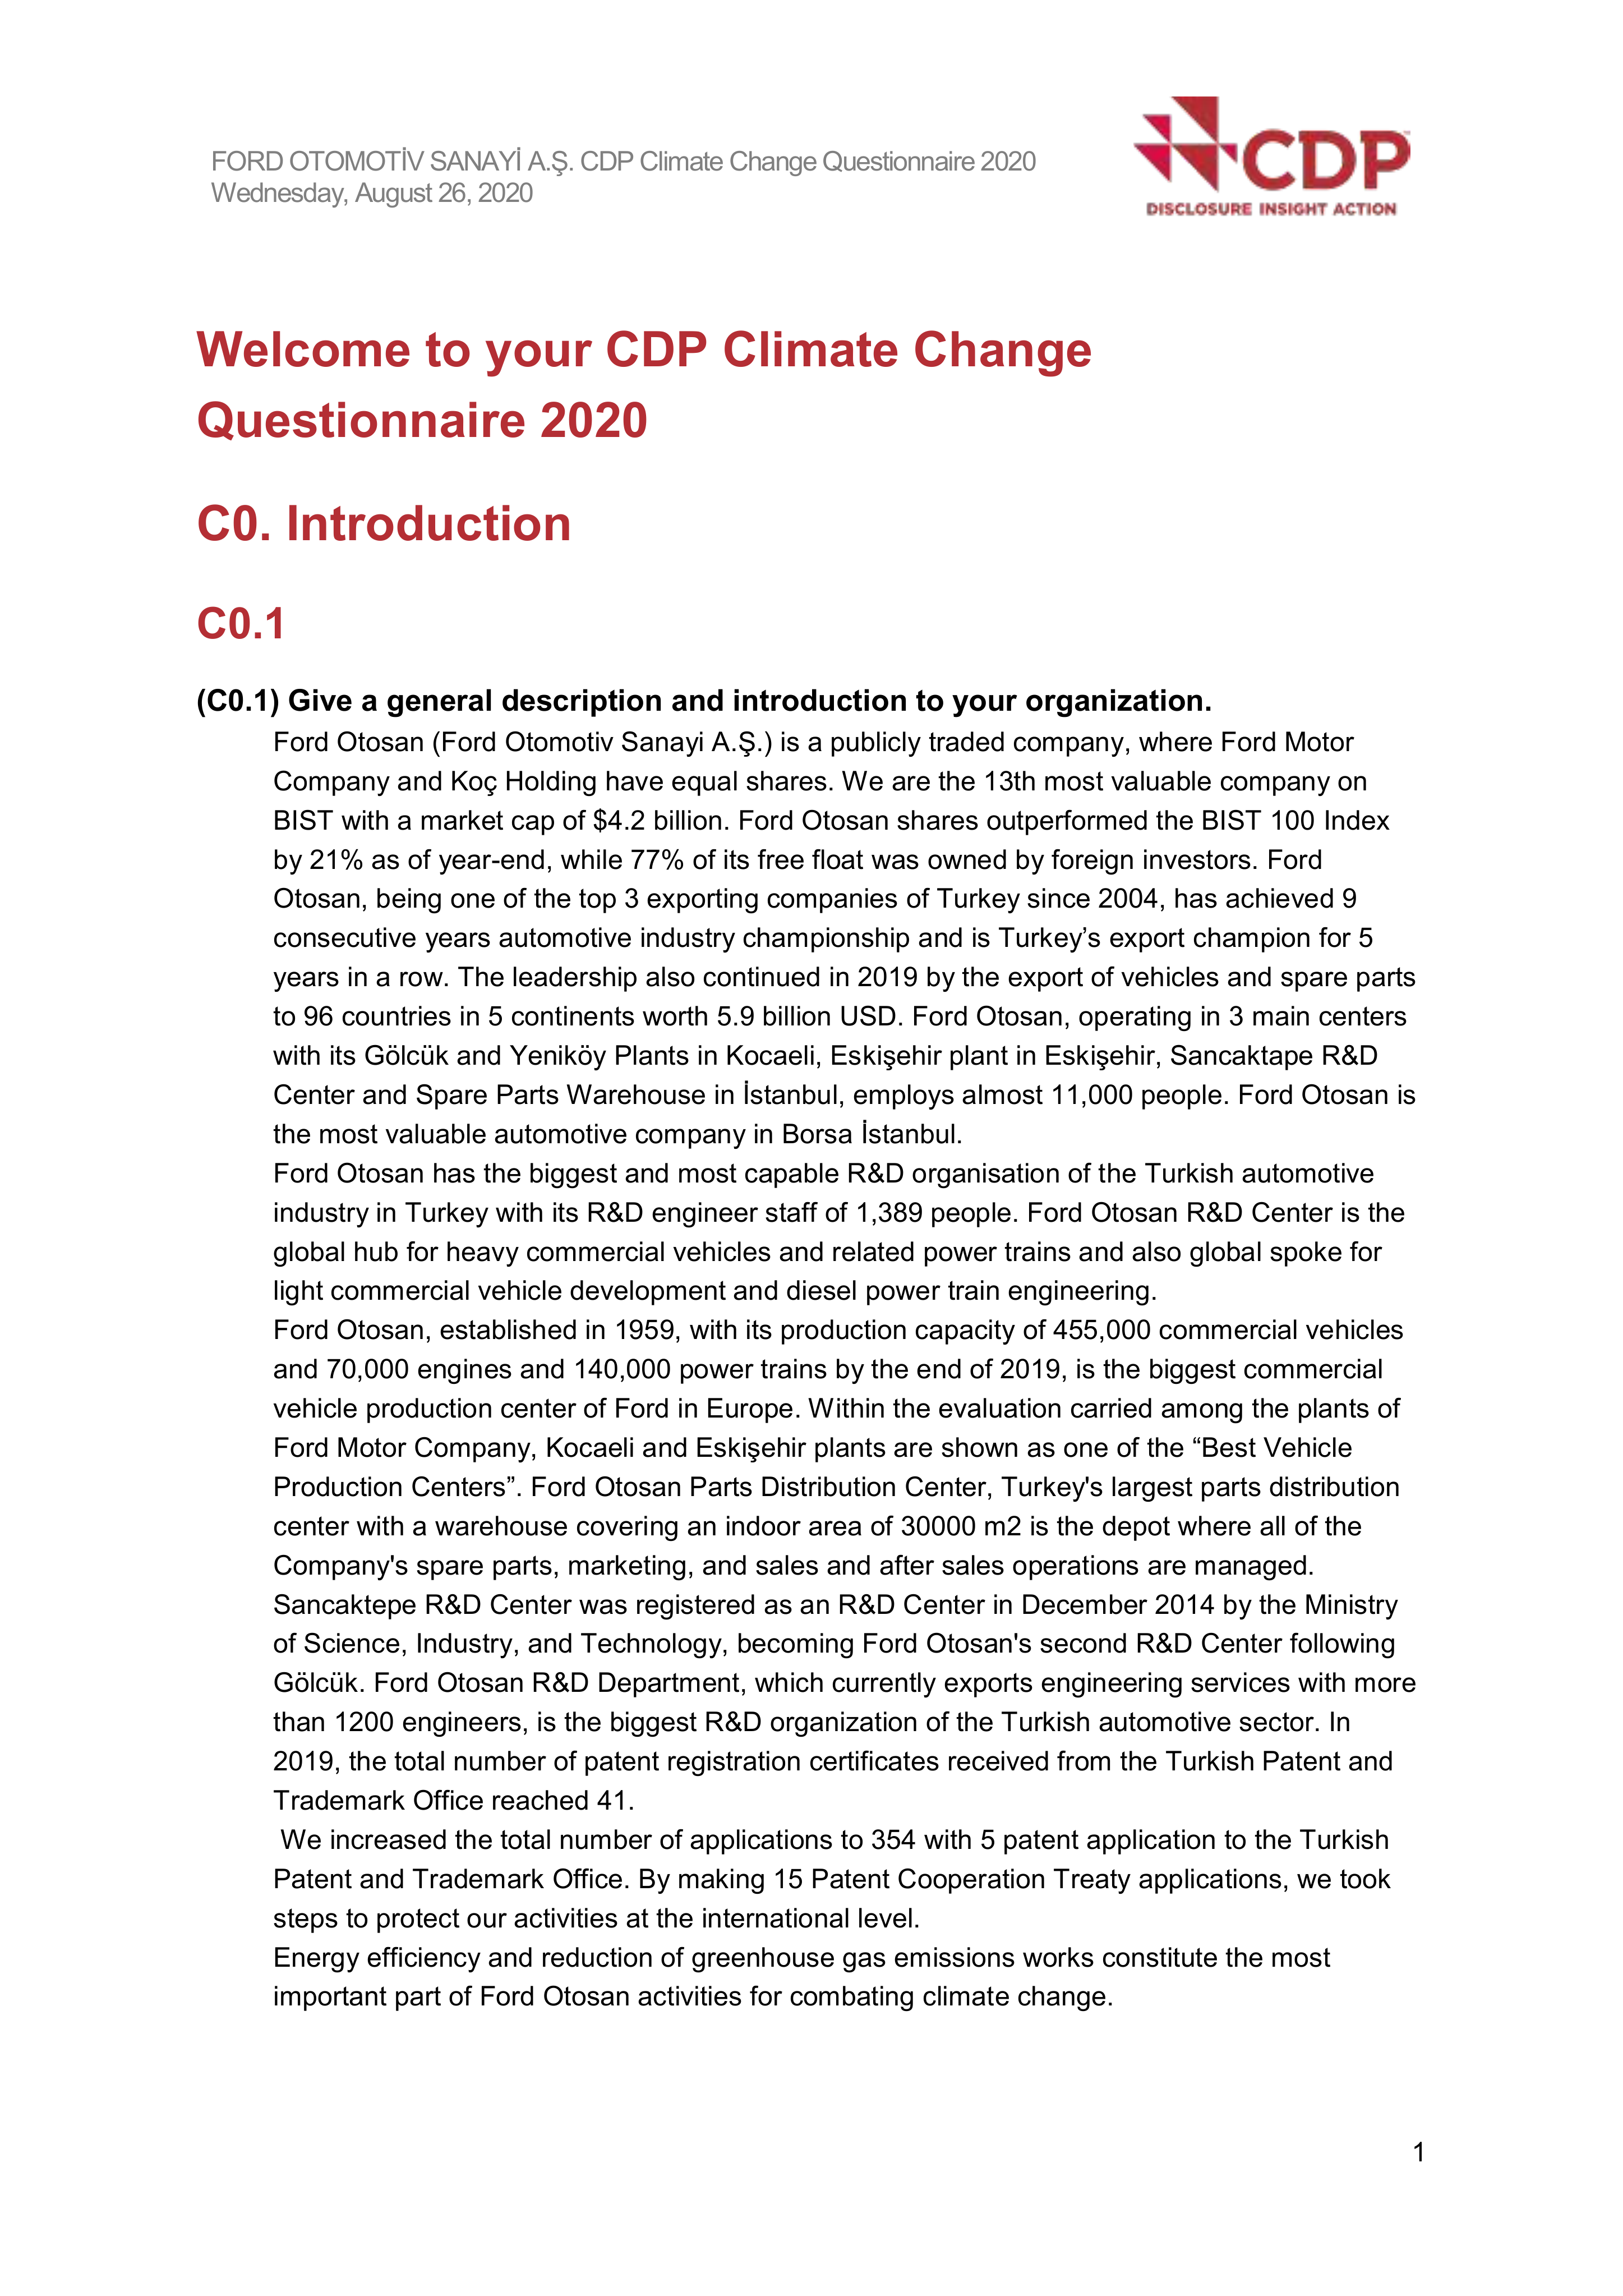 FORD OTOMOTİV SANAYİ A.Ş. CDP Climate Change Questionnaire 2020
Wednesday, August 26, 2020
CDP
DISCLOSURE INSIGHT ACTION
Welcome to your CDP Climate Change
Questionnaire 2020
C0. Introduction
C0.1
(C0.1) Give a general description and introduction to your organization.
Ford Otosan (Ford Otomotiv Sanayi A.Ş.) is a publicly traded company, where Ford Motor
Company and Koç Holding have equal shares. We are the 13th most valuable company on
BIST with a market cap of $4.2 billion. Ford Otosan shares outperformed the BIST 100 Index
by 21% as of year-end, while 77% of its free float was owned by foreign investors. Ford
Otosan, being one of the top 3 exporting companies of Turkey since 2004, has achieved 9
consecutive years automotive industry championship and is Turkey’s export champion for 5
years in a row. The leadership also continued in 2019 by the export of vehicles and spare parts
to 96 countries in 5 continents worth 5.9 billion USD. Ford Otosan, operating in 3 main centers
with its Gölcük and Yeniköy Plants in Kocaeli, Eskişehir plant in Eskişehir, Sancaktape R&D
Center and Spare Parts Warehouse in İstanbul, employs almost 11,000 people. Ford Otosan is
the most valuable automotive company in Borsa İstanbul.
Ford Otosan has the biggest and most capable R&D organisation of the Turkish automotive
industry in Turkey with its R&D engineer staff of 1,389 people. Ford Otosan R&D Center is the
global hub for heavy commercial vehicles and related power trains and also global spoke for
light commercial vehicle development and diesel power train engineering.
Ford Otosan, established in 1959, with its production capacity of 455,000 commercial vehicles
and 70,000 engines and 140,000 power trains by the end of 2019, is the biggest commercial
vehicle production center of Ford in Europe. Within the evaluation carried among the plants of
Ford Motor Company, Kocaeli and Eskişehir plants are shown as one of the “Best Vehicle
Production Centers”. Ford Otosan Parts Distribution Center, Turkey's largest parts distribution
center with a warehouse covering an indoor area of 30000 m2 is the depot where all of the
Company's spare parts, marketing, and sales and after sales operations are managed.
Sancaktepe R&D Center was registered as an R&D Center in December 2014 by the Ministry
of Science, Industry, and Technology, becoming Ford Otosan's second R&D Center following
Gölcük. Ford Otosan R&D Department, which currently exports engineering services with more
than 1200 engineers, is the biggest R&D organization of the Turkish automotive sector. In
2019, the total number of patent registration certificates received from the Turkish Patent and
Trademark Office reached 41.
We increased the total number of applications to 354 with 5 patent application to the Turkish
Patent and Trademark Office. By making 15 Patent Cooperation Treaty applications, we took
steps to protect our activities at the international level.
Energy efficiency and reduction of greenhouse gas emissions works constitute the most
important part of Ford Otosan activities for combating climate change.
1